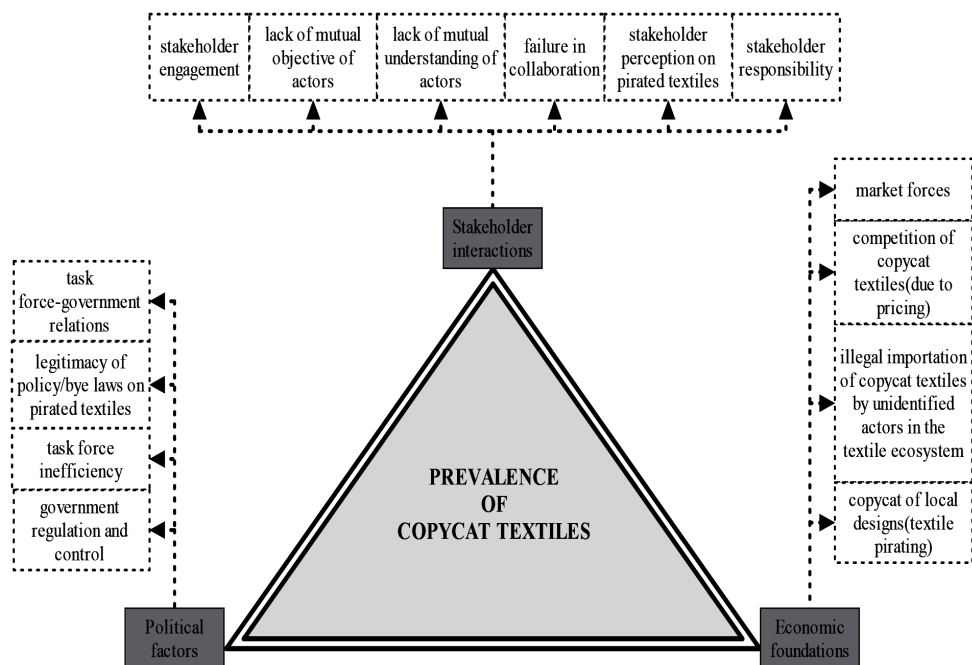 stakeholder
engagement
lack of mutual
objective of
actors
lack of mutual
understanding of
actors
failure in
collaboration
stakeholder
perception on
pirated textiles
stakeholder
responsibility
Stakeholder
interactions
task
force-government
relations
legitimacy of
policy/bye laws on
pirated textiles
task force
inefficiency
government
regulation and
control
Political
factors
PREVALENCE
OF
COPYCAT TEXTILES
market forces
competition of
copycat
textiles(due to
pricing)
illegal importation
of copycat textiles
by unidentified
actors in the
textile ecosystem
copycat of local
designs(textile
pirating)
Economic
foundations